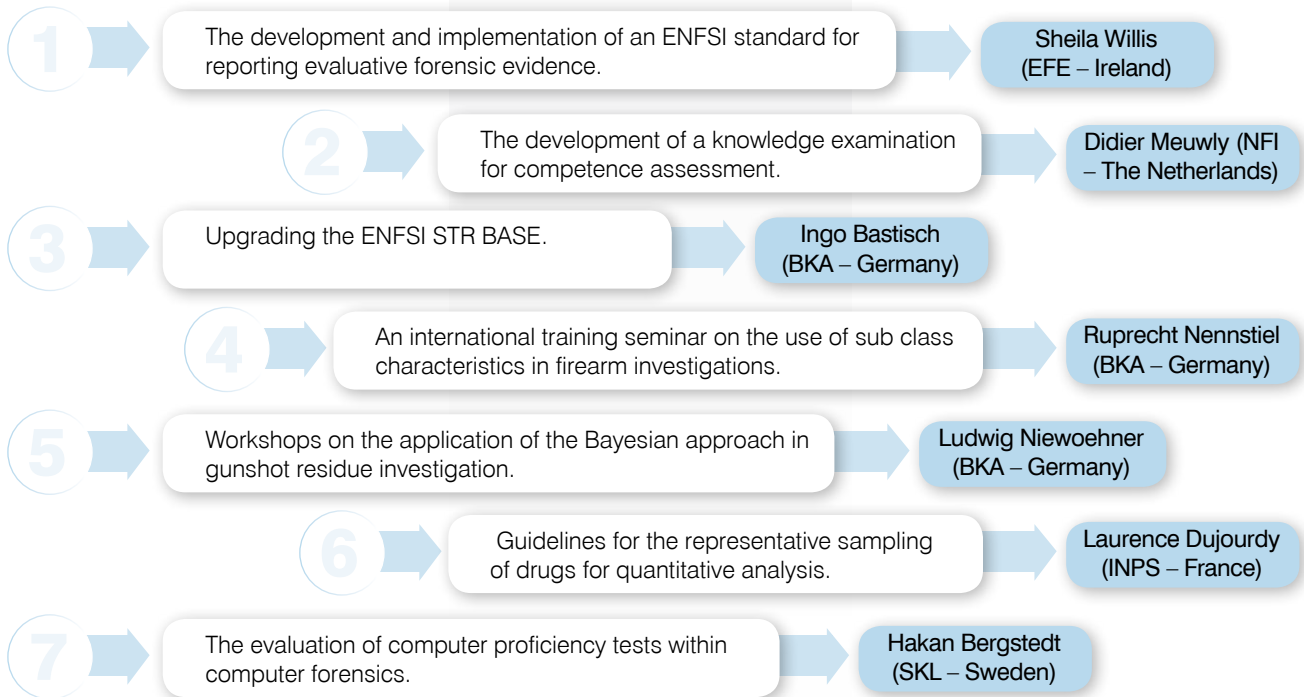 1
The development and implementation of an ENFSI standard for
reporting evaluative forensic evidence.
Sheila Willis
(EFE – Ireland)
2
The development of a knowledge examination
for competence assessment.
Didier Meuwly (NFI
– The Netherlands)
3
Upgrading the ENFSI STR BASE.
Ingo Bastisch
(BKA – Germany)
4
An international training seminar on the use of sub class
characteristics in firearm investigations.
Ruprecht Nennstiel
(BKA – Germany)
5
Workshops on the application of the Bayesian approach in
gunshot residue investigation.
Ludwig Niewoehner
(BKA – Germany)
6
Guidelines for the representative sampling
of drugs for quantitative analysis.
Laurence Dujourdy
(INPS – France)
7
The evaluation of computer proficiency tests within
computer forensics.
Hakan Bergstedt
(SKL – Sweden)